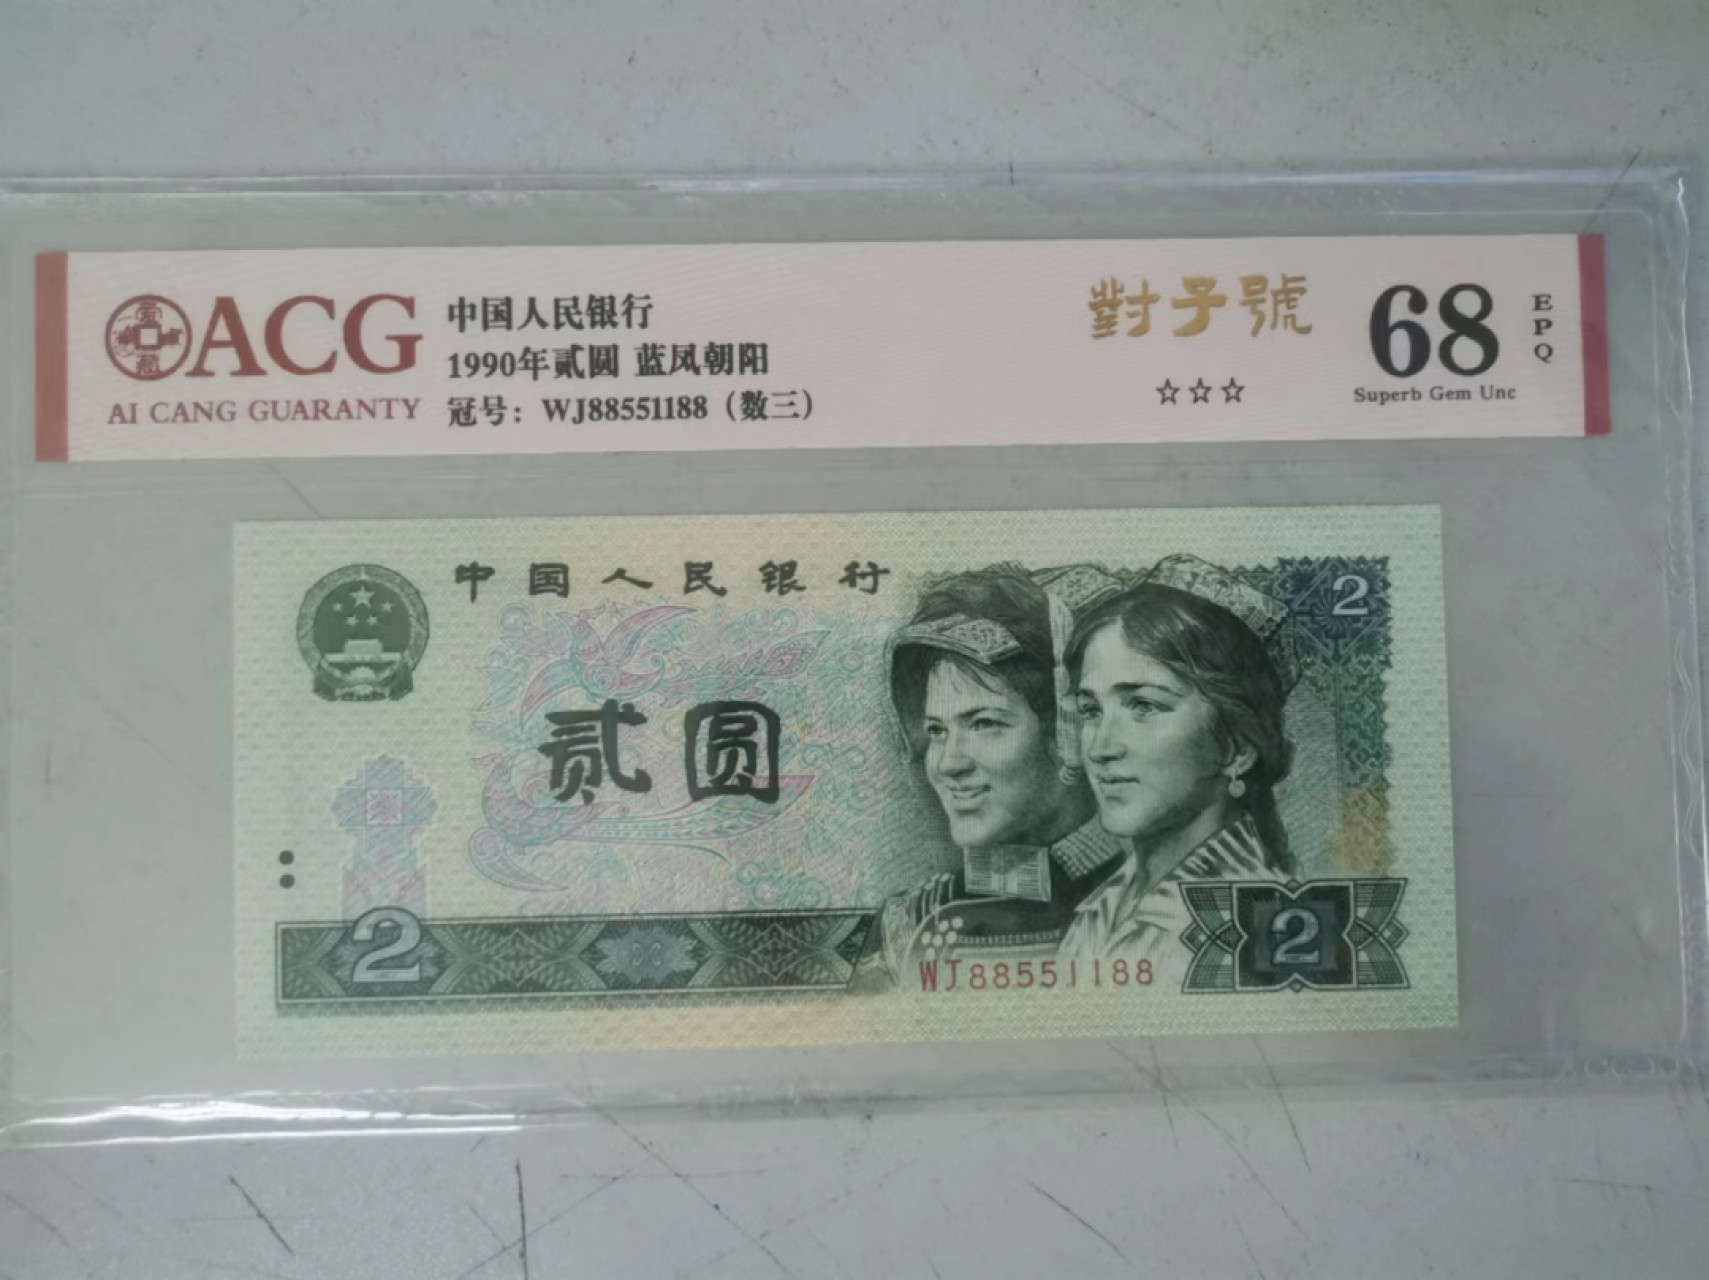 ACG
AI CANG GUARANTY
中国人民银行
1990年贰圆 蓝凤朝阳
冠号：WJ88551188（数三）
對子號
☆☆☆
68
EPQ
Superb Gem Unc
中国人民银行
2
贰圆
2
WJ88551188
2